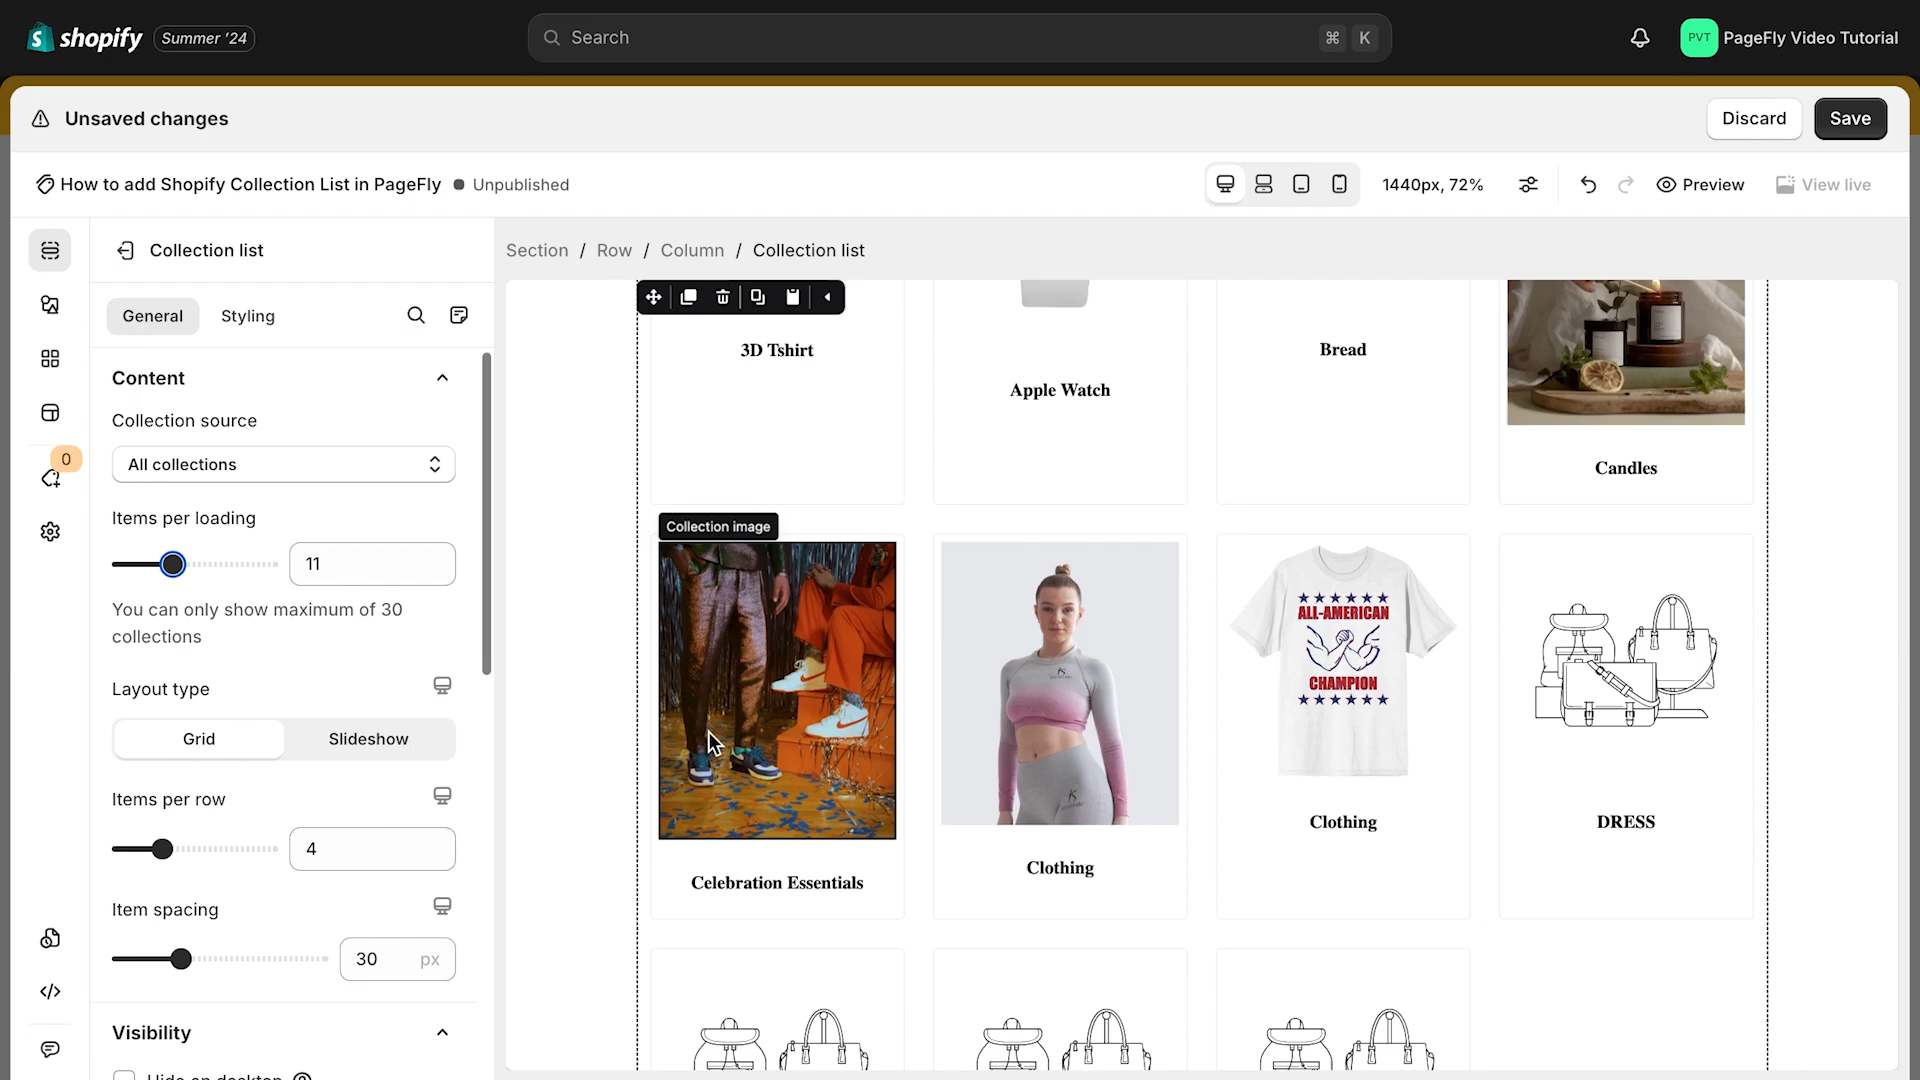 shopify
Summer '24
Search
⌘ K
PVT
PageFly Video Tutorial
Unsaved changes
Discard
Save
How to add Shopify Collection List in PageFly
Unpublished
1440px, 72%
Preview
View live
Collection list
Section / Row / Column / Collection list
General
Styling
Content
Collection source
All collections
0
Items per loading
11
You can only show maximum of 30
collections
Layout type
Grid
Slideshow
Items per row
4
Item spacing
30 px
Visibility
Hide on desktop
3D Tshirt
Apple Watch
Bread
Candles
Collection image
ALL-AMERICAN
CHAMPION
Celebration Essentials
Clothing
Clothing
DRESS